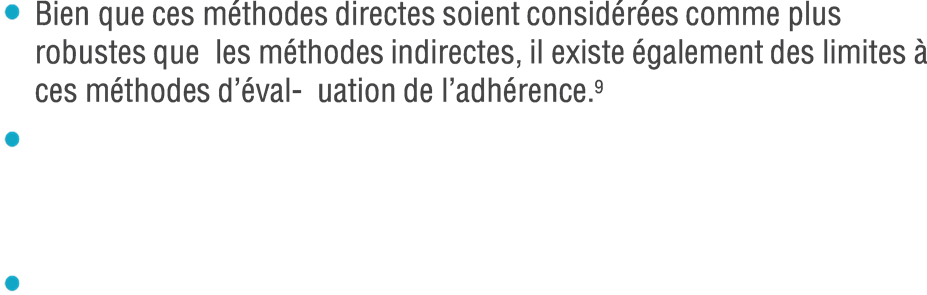 • Bien que ces méthodes directes soient considérées comme plus
robustes que  les méthodes indirectes, il existe également des limites à
ces méthodes d’éval-  uation de l’adhérence.⁹
•
•